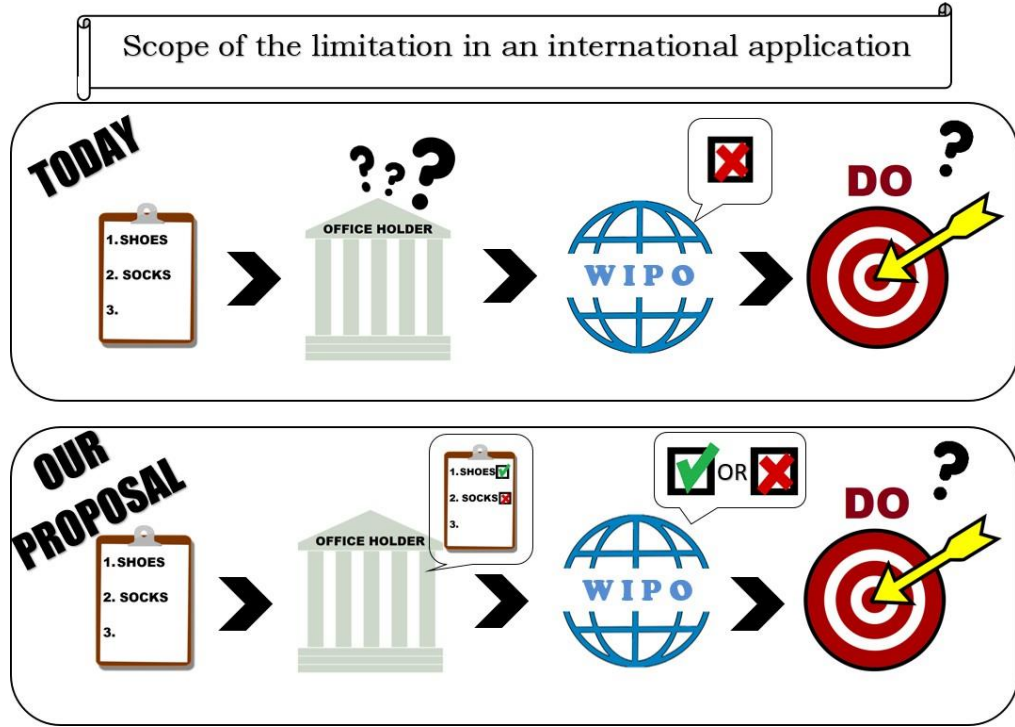 Scope of the limitation in an international application
TODAY
1. SHOES
2. SOCKS
3.
? ? ?
OFFICE HOLDER
WIPO
?
DO
OUR
PROPOSAL
1. SHOES
2. SOCKS
3.
OFFICE HOLDER
1. SHOES
2. SOCKS
3.
OR
WIPO
?
DO